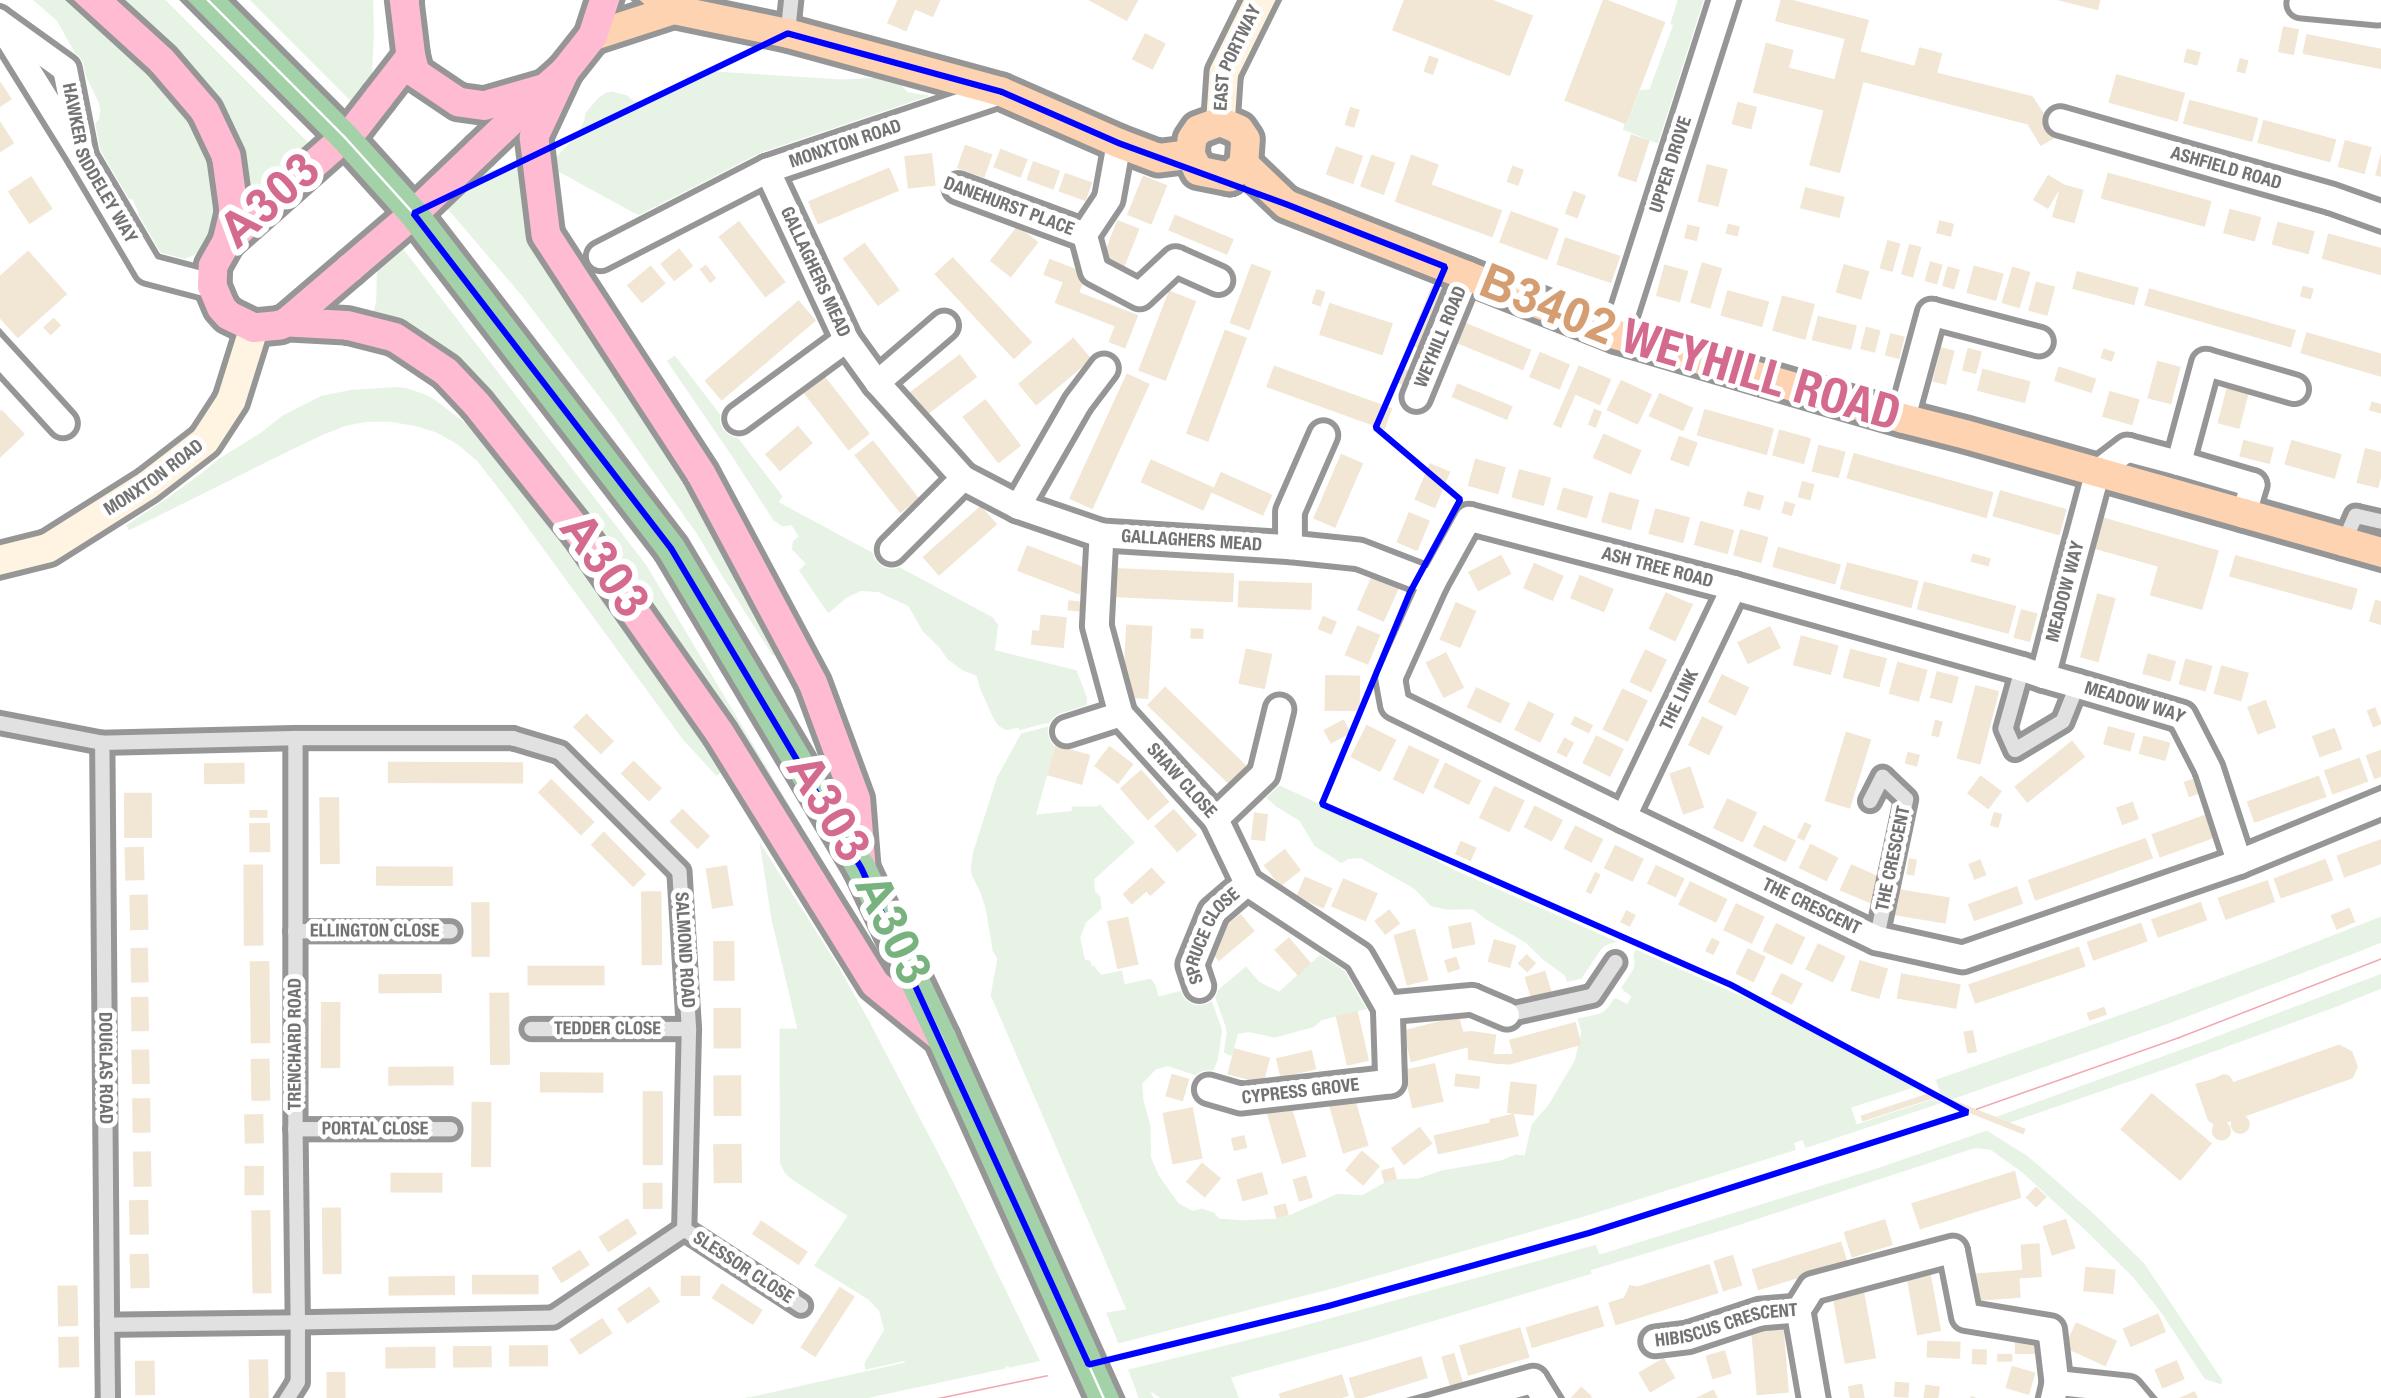 EAST PORTWAY
HAWKER SIDDELEY WAY
MONXTON ROAD
UPPER DROVE
ASHFIELD ROAD
A303
DANEHURST PLACE
GALLAGHERS MEAD
B3402
WEYHILL ROAD
WEYHILL ROAD
MONXTON ROAD
A303
GALLAGHERS MEAD
ASH TREE ROAD
MEADOW WAY
THE LINK
MEADOW WAY
SHAW CLOSE
A303
A303
THE CRESCENT
THE CRESCENT
SPRUCE CLOSE
ELLINGTON CLOSE
SALMOND ROAD
TEDDER CLOSE
TRENCHARD ROAD
DOUGLAS ROAD
CYPRESS GROVE
PORTAL CLOSE
SLESSOR CLOSE
HIBISCUS CRESCENT